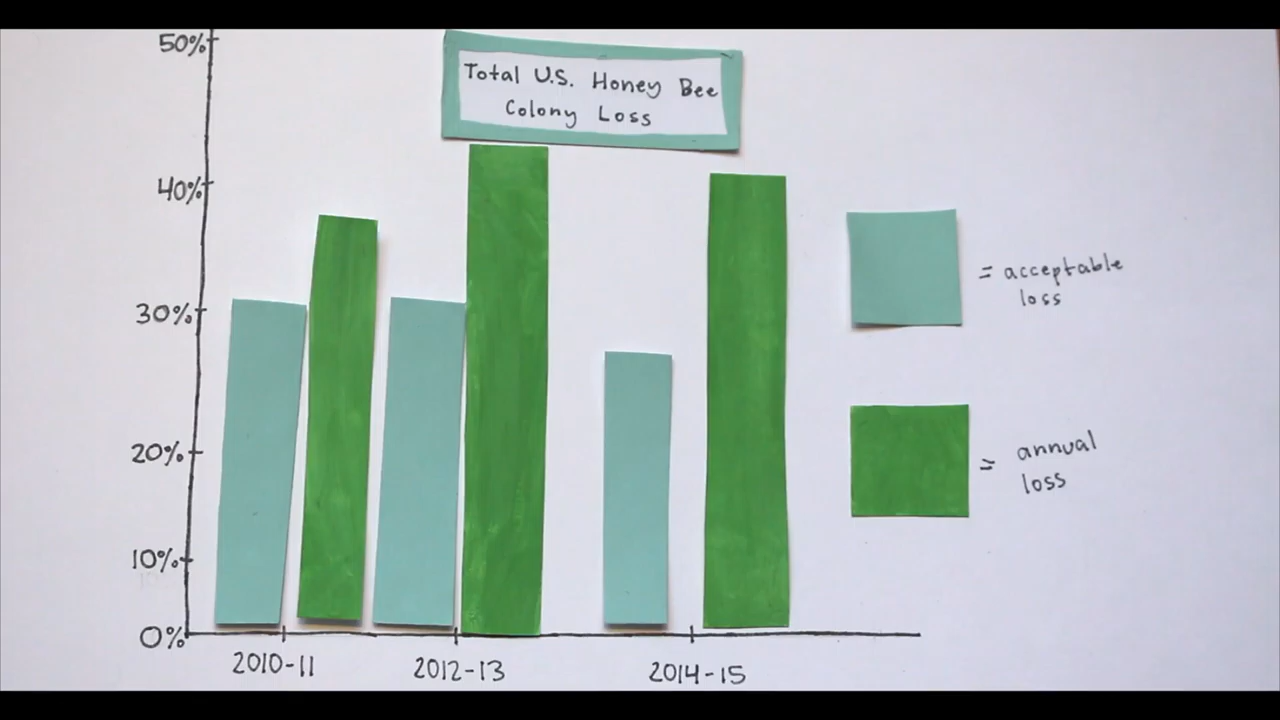 50%
Total U.S. Honey Bee
Colony Loss
40%
= acceptable
loss
30%
20%
= annual
loss
10%
0%
2010-11
2012-13
2014-15